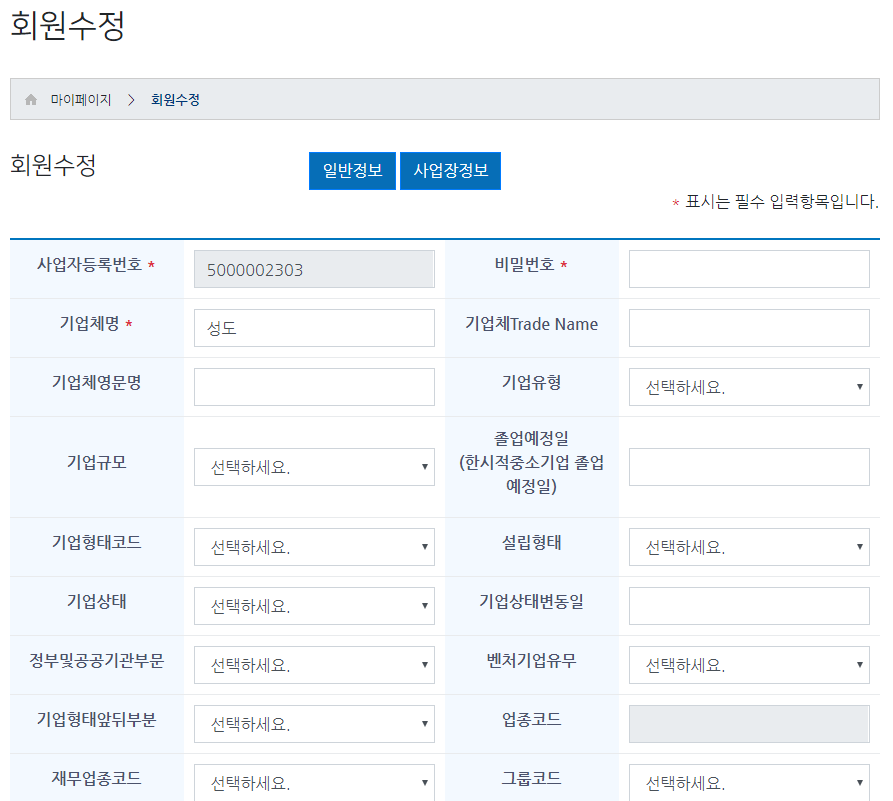 회원수정
마이페이지 > 회원수정
회원수정
일반정보 사업장정보
* 표시는 필수 입력항목입니다.
사업자등록번호 * 5000002303 비밀번호 *
기업체명 * 성도 기업체Trade Name
기업체영문명 기업유형 선택하세요.
기업규모 선택하세요. 졸업예정일
(한시적중소기업 졸업
예정일)
기업형태코드 선택하세요. 설립형태 선택하세요.
기업상태 선택하세요. 기업상태변동일
정부및공공기관부문 선택하세요. 벤처기업유무 선택하세요.
기업형태앞뒤부분 선택하세요. 업종코드
재무업종코드 선택하세요. 그룹코드 선택하세요.